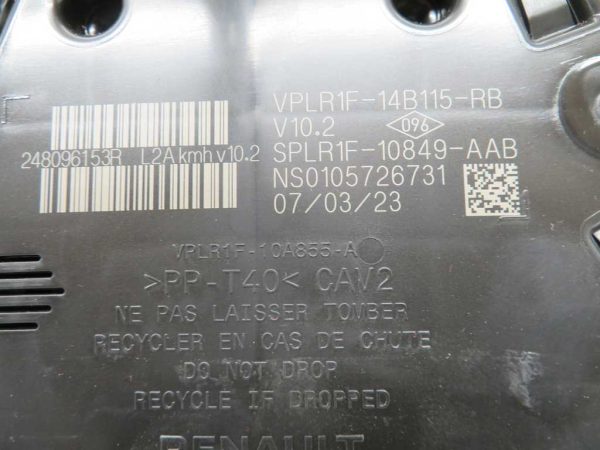 VPLR1F-14B115-RB
V10.2 096
248096153R L2A kmh v10.2 SPLR1F-10849-AAB
NS0105726731
07/03/23
VPLR1F-10A855-A
>PP-T40< CAV2
NE PAS LAISSER TOMBER
RECYCLER EN CAS DE CHUTE
DO NOT DROP
RECYCLE IF DROPPED
RENAULT